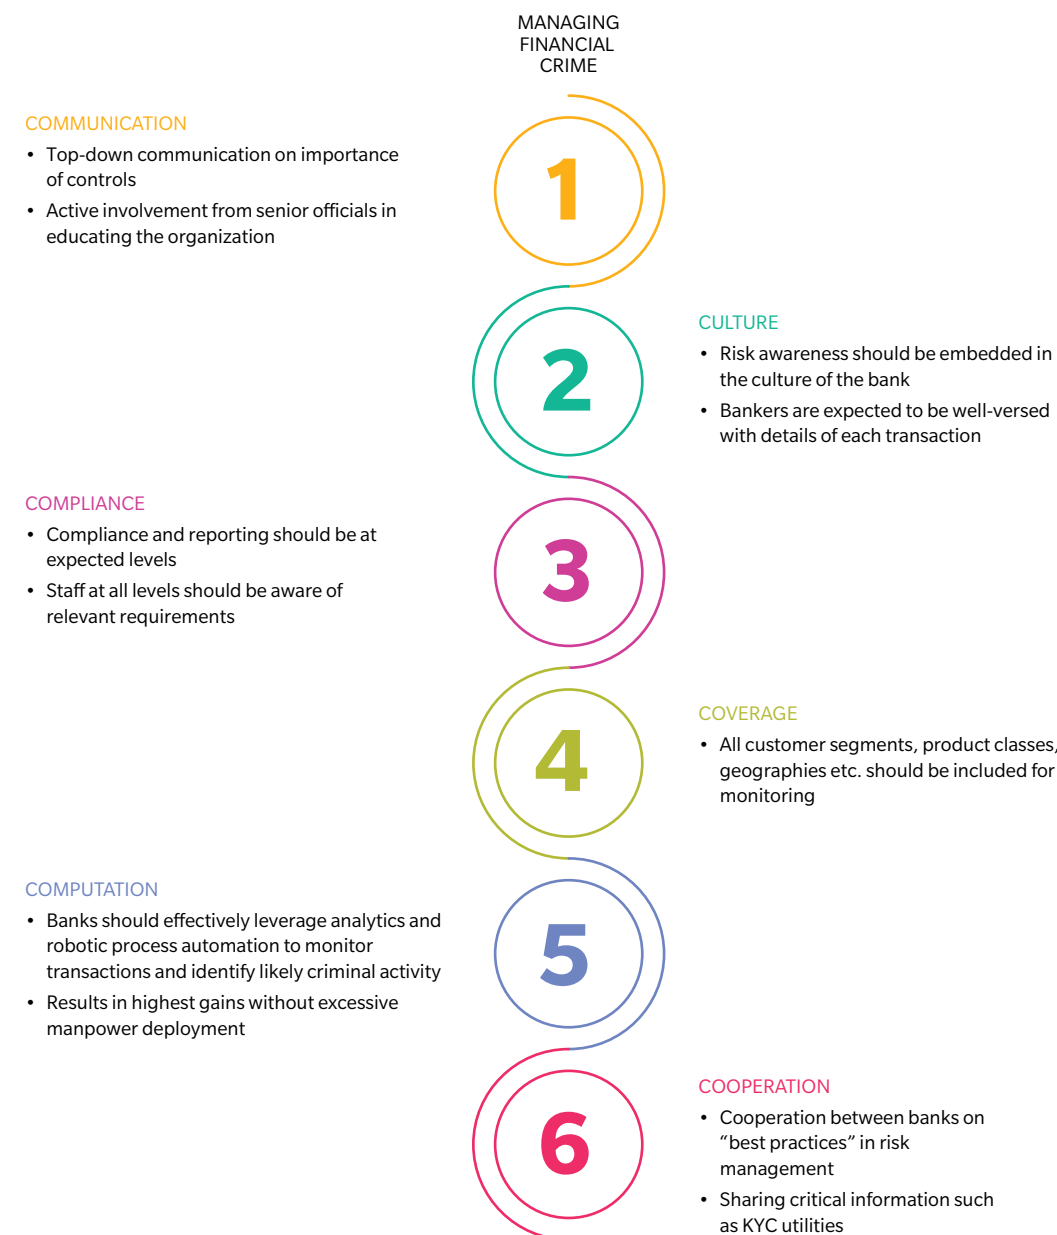 MANAGING
FINANCIAL
CRIME
COMMUNICATION
• Top-down communication on importance
of controls
• Active involvement from senior officials in
educating the organization
1
2
CULTURE
• Risk awareness should be embedded in
the culture of the bank
• Bankers are expected to be well-versed
with details of each transaction
COMPLIANCE
• Compliance and reporting should be at
expected levels
• Staff at all levels should be aware of
relevant requirements
3
4
COVERAGE
• All customer segments, product classes,
geographies etc. should be included for
monitoring
COMPUTATION
• Banks should effectively leverage analytics and
robotic process automation to monitor
transactions and identify likely criminal activity
• Results in highest gains without excessive
manpower deployment
5
6
COOPERATION
• Cooperation between banks on
“best practices” in risk
management
• Sharing critical information such
as KYC utilities